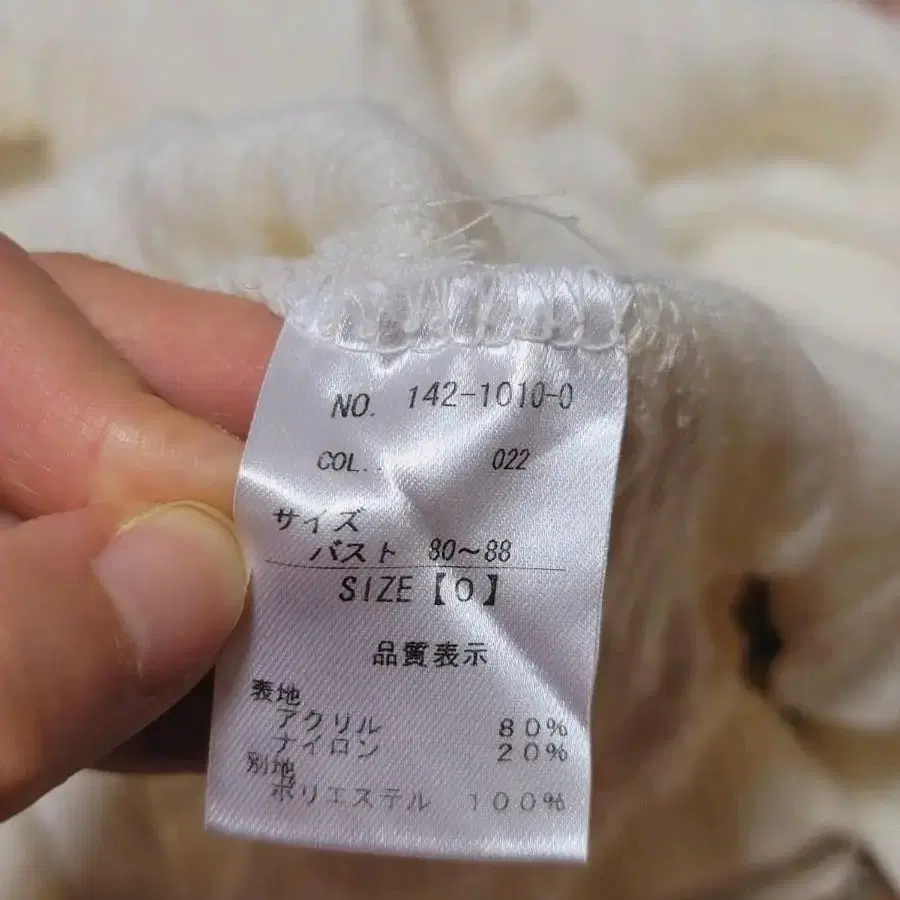 NO. 142-1010-0
COL.. 022
サイズ
バスト 80~88
SIZE【0】
品質表示
表地
アクリル 80%
ナイロン 20%
別地
ポリエステル 100%